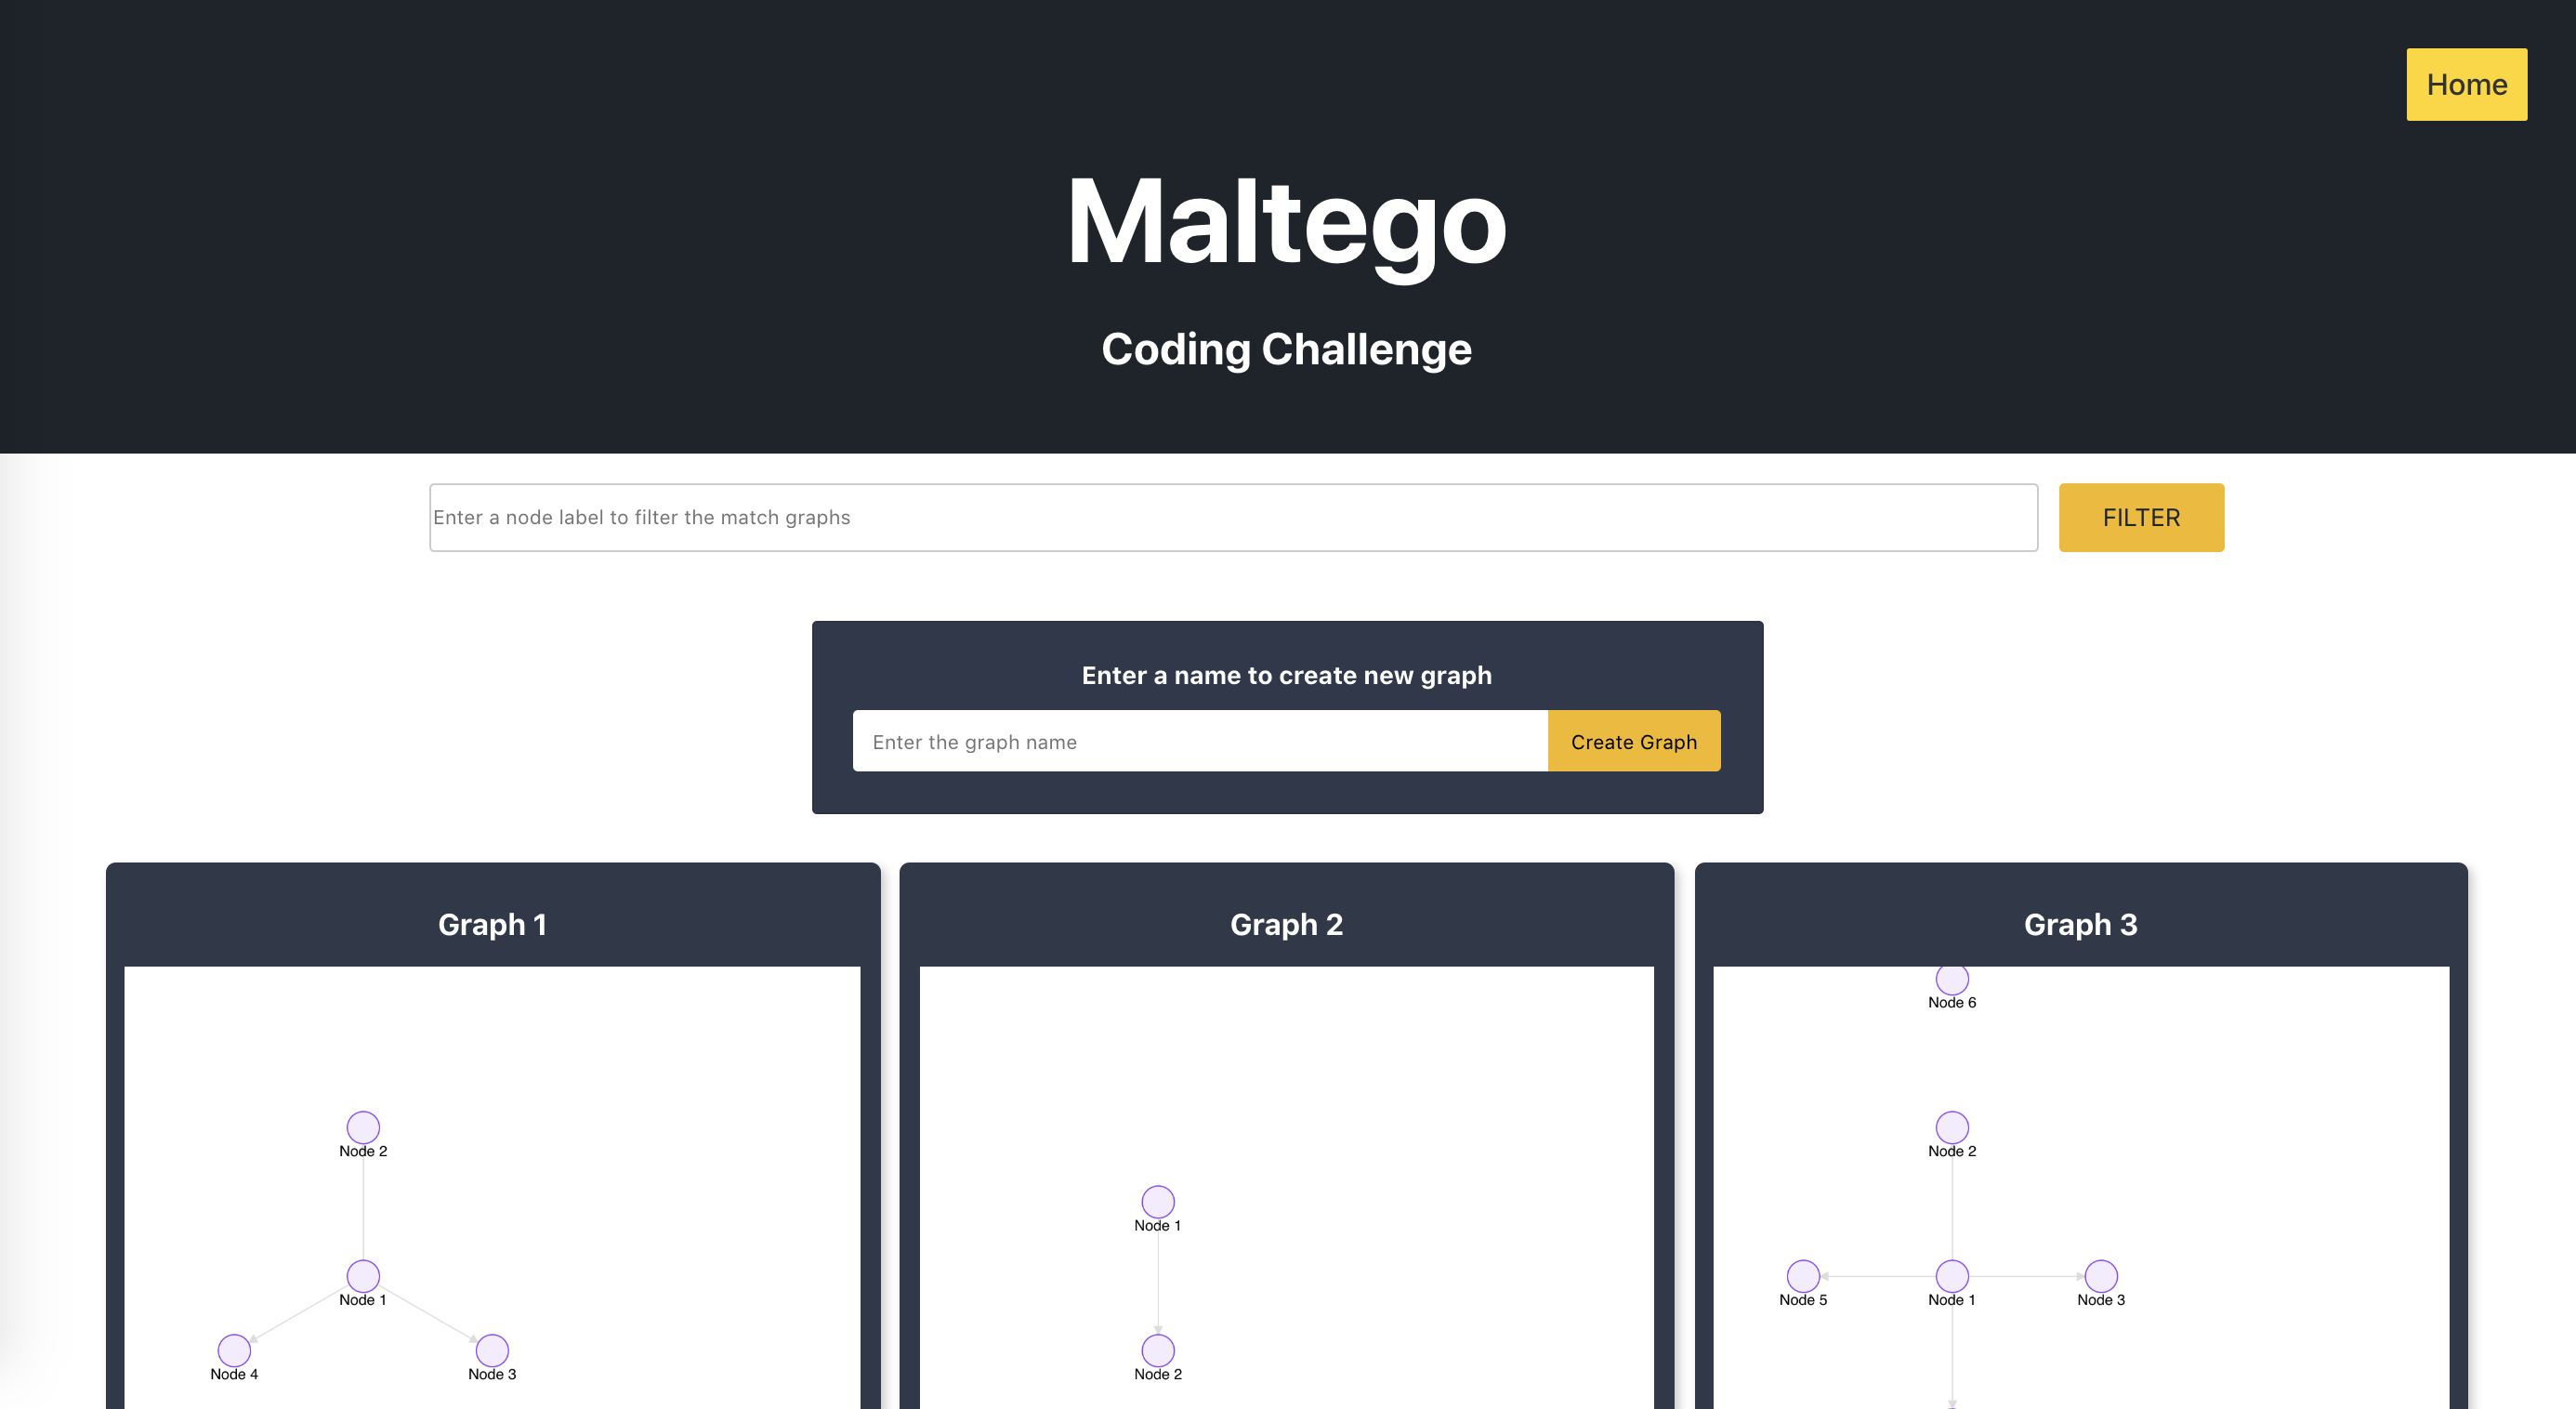 Home
Maltego
Coding Challenge
Enter a node label to filter the match graphs
FILTER
Enter a name to create new graph
Enter the graph name
Create Graph
Graph 1
Node 2
Node 1
Node 4
Node 3
Graph 2
Node 1
Node 2
Graph 3
Node 6
Node 2
Node 5
Node 1
Node 3